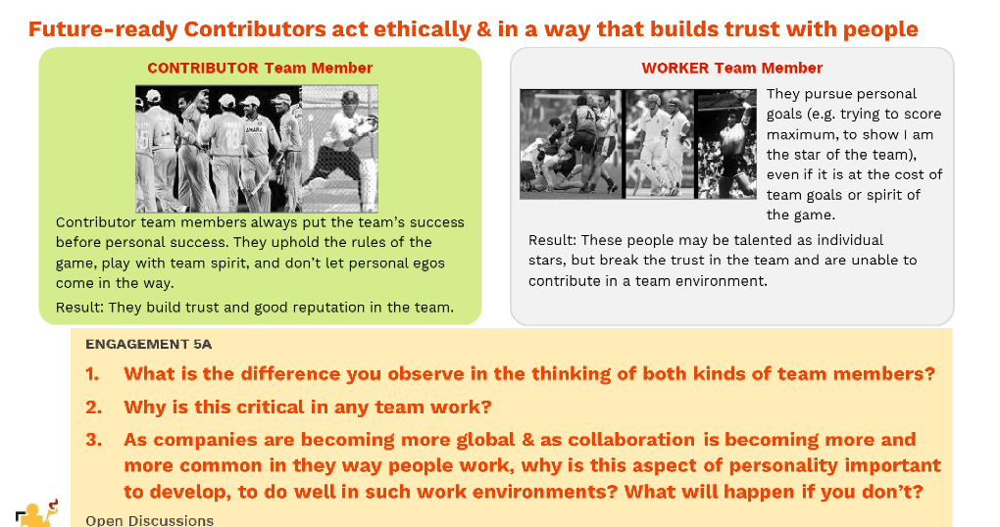 Future-ready Contributors act ethically & in a way that builds trust with people
CONTRIBUTOR Team Member
Contributor team members always put the team's success
before personal success. They uphold the rules of the
game, play with team spirit, and don't let personal egos
come in the way.
Result: They build trust and good reputation in the team.
WORKER Team Member
They pursue personal
goals (e.g. trying to score
maximum, to show I am
the star of the team),
even if it is at the cost of
team goals or spirit of
the game.
Result: These people may be talented as individual
stars, but break the trust in the team and are unable to
contribute in a team environment.
ENGAGEMENT 5A
1. What is the difference you observe in the thinking of both kinds of team members?
2. Why is this critical in any team work?
3. As companies are becoming more global & as collaboration is becoming more and
more common in they way people work, why is this aspect of personality important
to develop, to do well in such work environments? What will happen if you don't?
Open Discussions